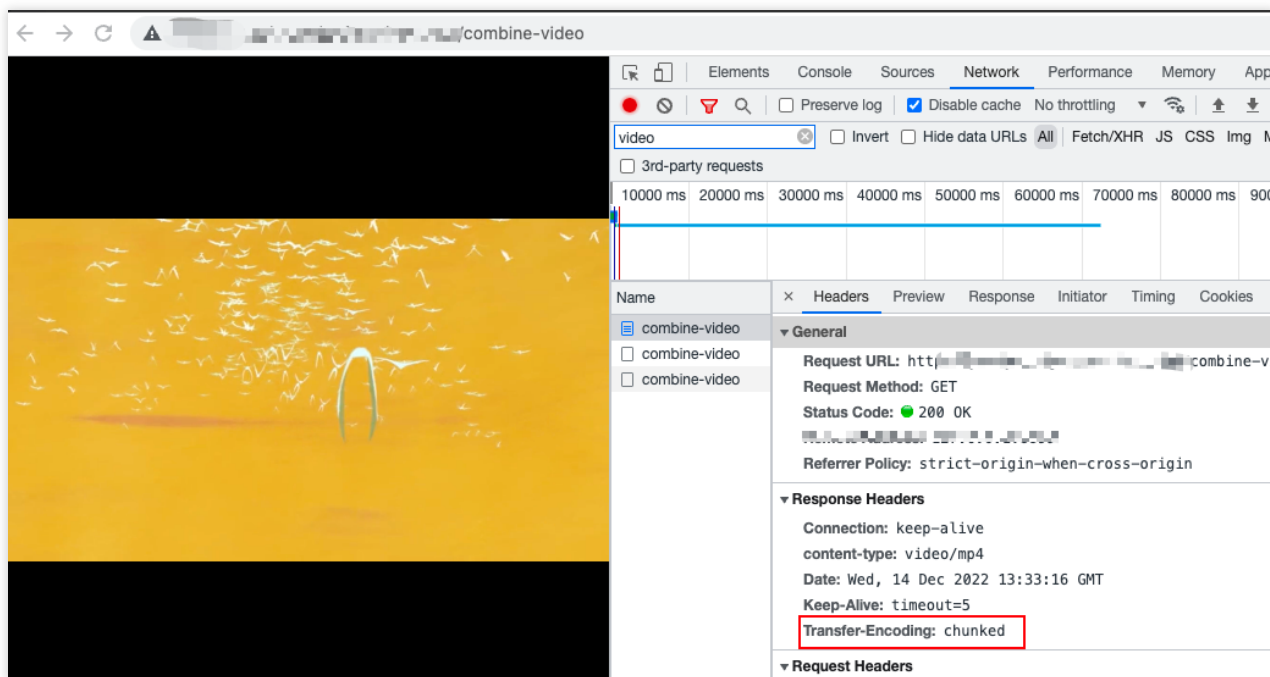 /combine-video
Elements Console Sources Network Performance Memory App
Preserve log Disable cache No throttling
video Invert Hide data URLs All Fetch/XHR JS CSS Img M
3rd-party requests
10000 ms 20000 ms 30000 ms 40000 ms 50000 ms 60000 ms 70000 ms 80000 ms 900
Name × Headers Preview Response Initiator Timing Cookies
combine-video
combine-video
combine-video
General
Request URL: htt combine-v
Request Method: GET
Status Code: 200 OK
Referrer Policy: strict-origin-when-cross-origin
Response Headers
Connection: keep-alive
content-type: video/mp4
Date: Wed, 14 Dec 2022 13:33:16 GMT
Keep-Alive: timeout=5
Transfer-Encoding: chunked
Request Headers